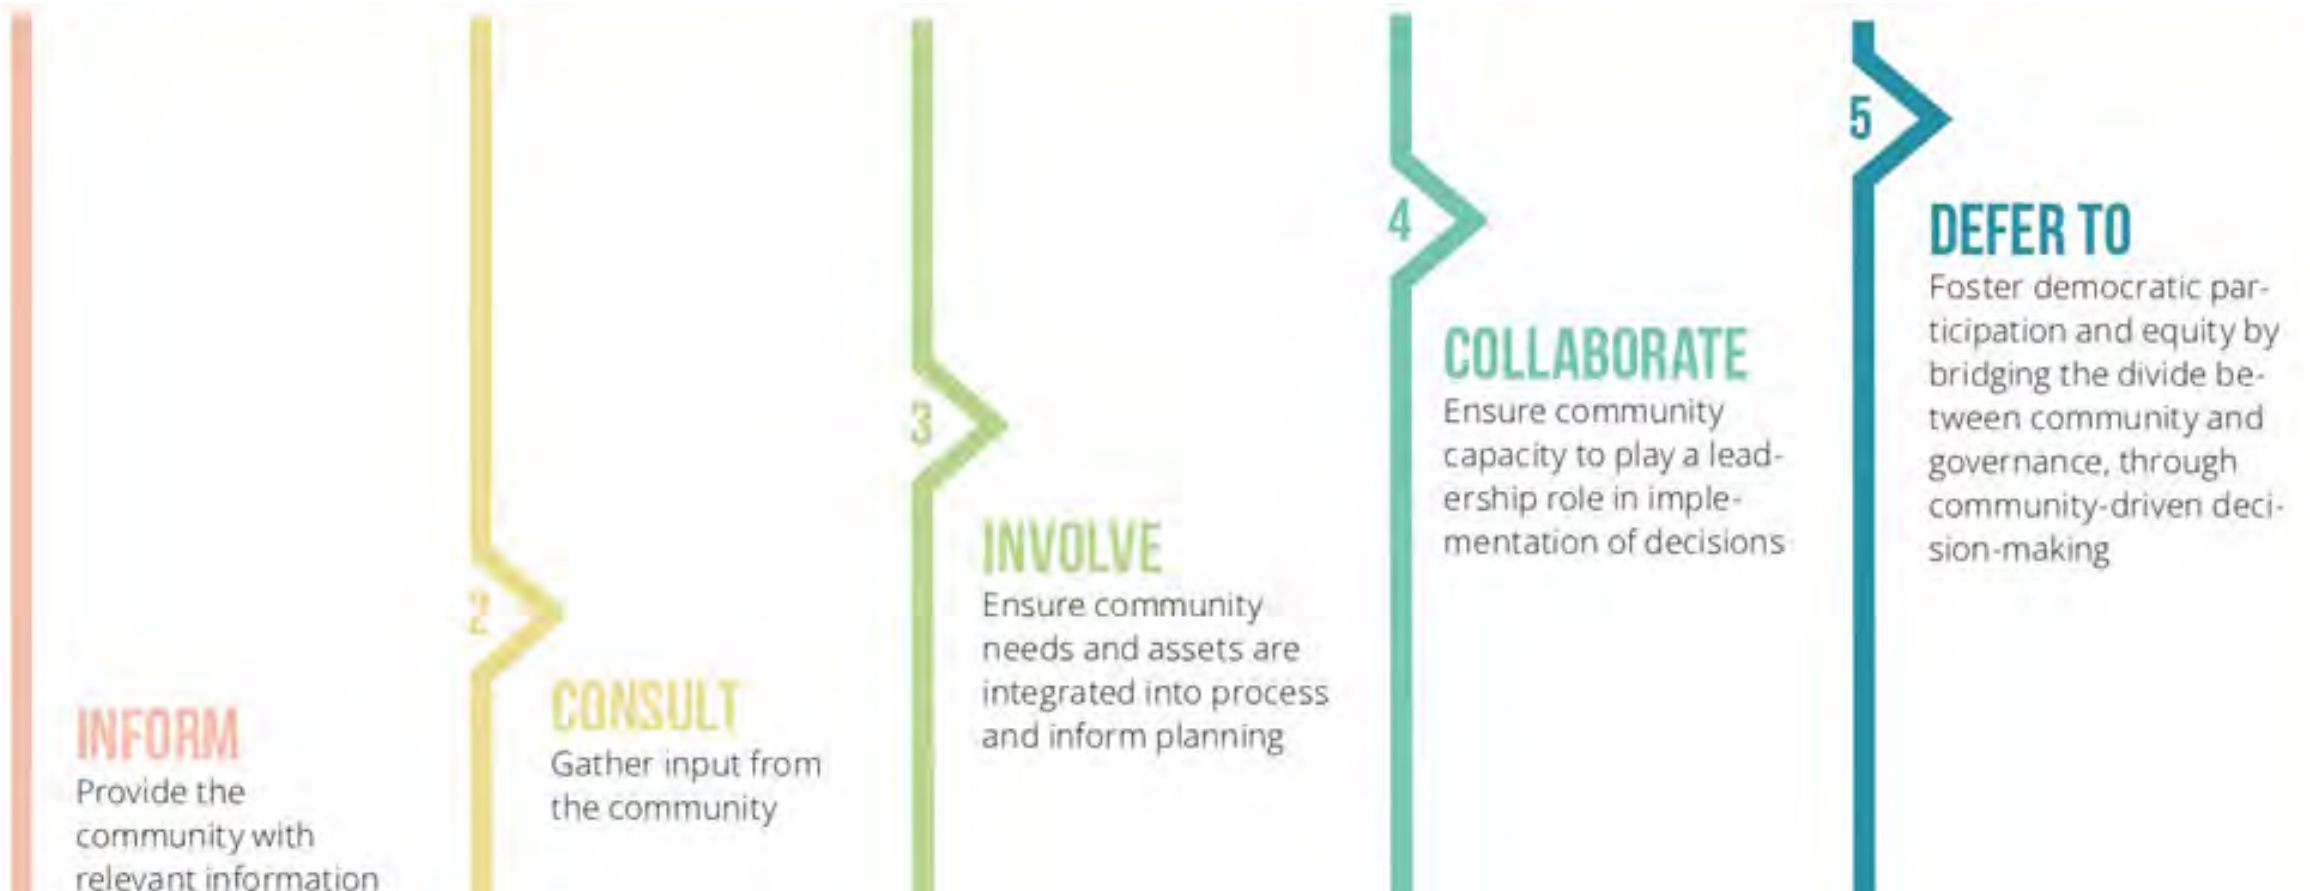 INFORM
Provide the
community with
relevant information
2
CONSULT
Gather input from
the community
3
INVOLVE
Ensure community
needs and assets are
integrated into process
and inform planning
4
COLLABORATE
Ensure community
capacity to play a lead-
ership role in imple-
mentation of decisions
5
DEFER TO
Foster democratic par-
ticipation and equity by
bridging the divide be-
tween community and
governance, through
community-driven deci-
sion-making